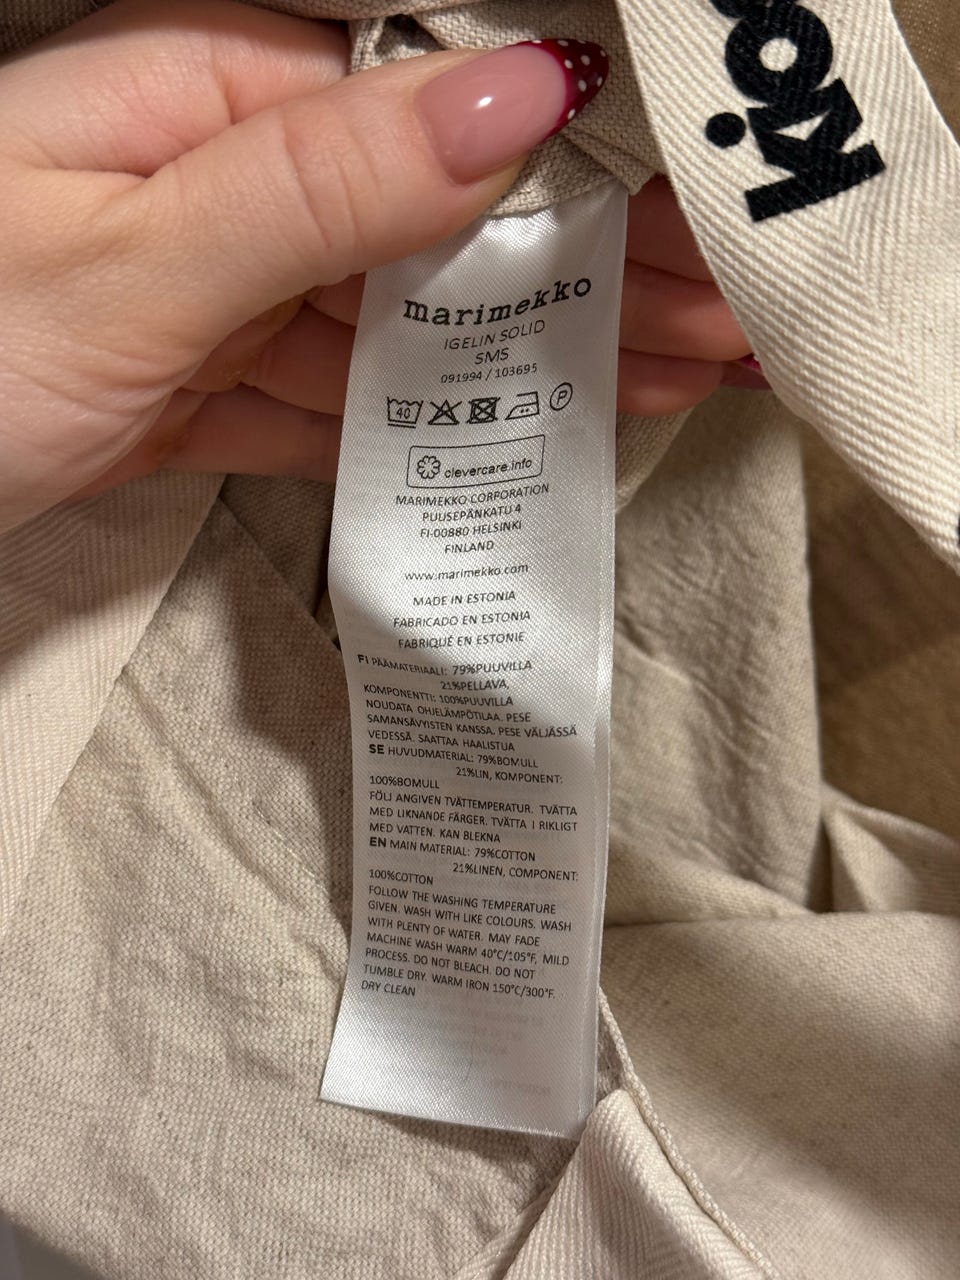 kios
marimekko
IGELIN SOLID
SMS
091994 / 103695
40 P
clevercare.info
MARIMEKKO CORPORATION
PUUSEPÄNKATU 4
FI-00880 HELSINKI
FINLAND
www.marimekko.com
MADE IN ESTONIA
FABRICADO EN ESTONIA
FABRIQUÉ EN ESTONIE
FI PÄÄMATERIAALI: 79%PUUVILLA
21%PELLAVA,
KOMPONENTTI: 100%PUUVILLA
NOUDATA OHJELÄMPÖTILAA. PESE
SAMANSÄVYISTEN KANSSA. PESE VÄLJÄSSÄ
VEDESSÄ. SAATTAA HAALISTUA
SE HUVUDMATERIAL: 79%BOMULL
21%LIN, KOMPONENT:
100%BOMULL
FÖLJ ANGIVEN TVÄTTEMPERATUR. TVÄTTA
MED LIKNANDE FÄRGER. TVÄTTA I RIKLIGT
MED VATTEN. KAN BLEKNA
EN MAIN MATERIAL: 79%COTTON
21%LINEN, COMPONENT:
100%COTTON
FOLLOW THE WASHING TEMPERATURE
GIVEN. WASH WITH LIKE COLOURS. WASH
WITH PLENTY OF WATER. MAY FADE
MACHINE WASH WARM 40°C/105°F, MILD
PROCESS. DO NOT BLEACH. DO NOT
TUMBLE DRY. WARM IRON 150°C/300°F.
DRY CLEAN